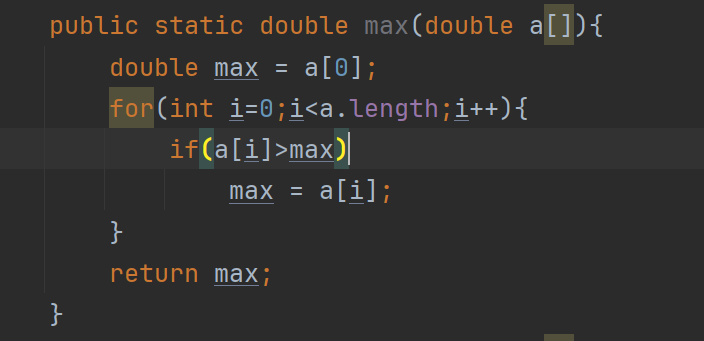 public static double max(double a[]){
double max = a[0];
for(int i=0;i<a.length;i++){
if(a[i]>max)
max = a[i];
}
return max;
}